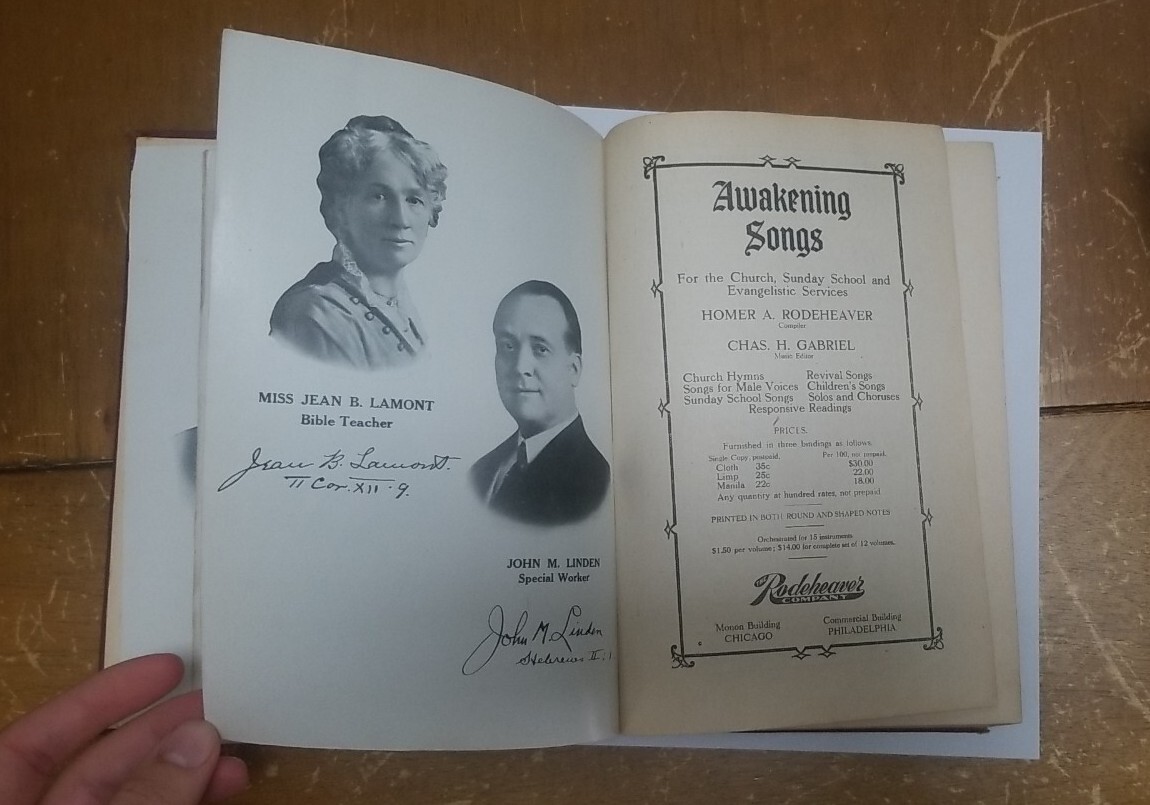 MISS JEAN B. LAMONT
Bible Teacher
Jean B. Lamont.
II Cor. XII-9.
JOHN M. LINDEN
Special Worker
John M. Linden
Hebrews II:1
Awakening
Songs
For the Church, Sunday School and
Evangelistic Services
HOMER A. RODEHEAVER
Compiler
CHAS. H. GABRIEL
Music Editor
Church Hymns Revival Songs
Songs for Male Voices Children's Songs
Sunday School Songs Solos and Choruses
Responsive Readings
PRICES.
Furnished in three bindings as follows.
Single Copy, postpaid. Per 100, not prepaid.
Cloth 35c $30.00
Limp 25c 22.00
Manila 22c 18.00
Any quantity at hundred rates, not prepaid
PRINTED IN BOTH ROUND AND SHAPED NOTES
Orchestrated for 15 instruments
$1.50 per volume; $14.00 for complete set of 12 volumes.
THE Rodeheaver
COMPANY
Monon Building Commercial Building
CHICAGO PHILADELPHIA